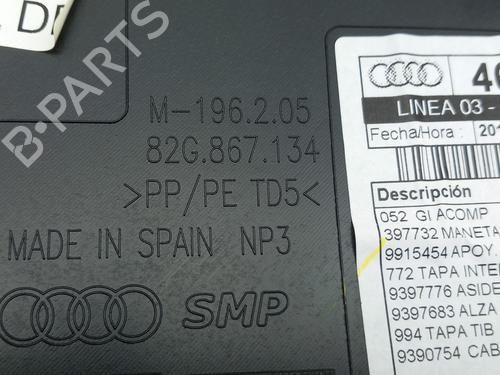 M-196.2.05
82G.867.134
>PP/PE TD5<
MADE IN SPAIN NP3
SMP
LINEA 03 -
Fecha/Hora :
Descripción
052 GI ACOMP
397732 MANETA
9915454 APOY.
772 TAPA INTE
9397776 ASIDE
9397683 ALZA
994 TAPA TIB
9390754 CAB